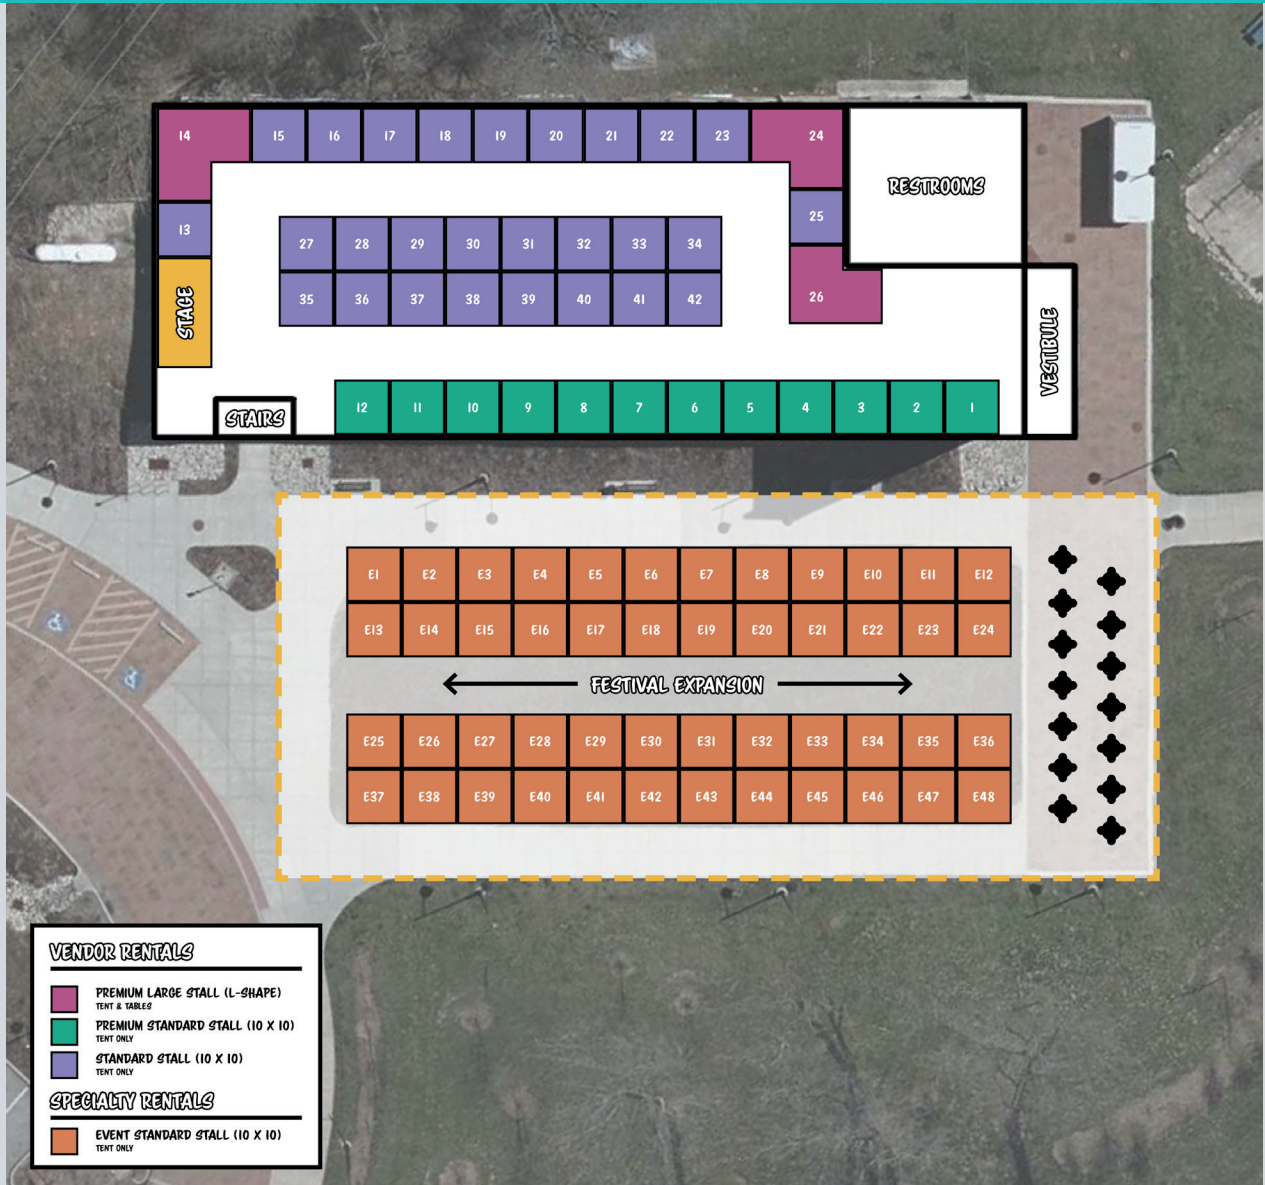 14 15 16 17 18 19 20 21 22 23 24
RESTROOMS
13 25
27 28 29 30 31 32 33 34
35 36 37 38 39 40 41 42
26
STAGE
VESTIBULE
STAIRS
12 11 10 9 8 7 6 5 4 3 2 1
E1 E2 E3 E4 E5 E6 E7 E8 E9 E10 E11 E12
E13 E14 E15 E16 E17 E18 E19 E20 E21 E22 E23 E24
FESTIVAL EXPANSION
E25 E26 E27 E28 E29 E30 E31 E32 E33 E34 E35 E36
E37 E38 E39 E40 E41 E42 E43 E44 E45 E46 E47 E48
VENDOR RENTALS
PREMIUM LARGE STALL (L-SHAPE)
TENT & TABLES
PREMIUM STANDARD STALL (10 X 10)
TENT ONLY
STANDARD STALL (10 X 10)
TENT ONLY
SPECIALTY RENTALS
EVENT STANDARD STALL (10 X 10)
TENT ONLY